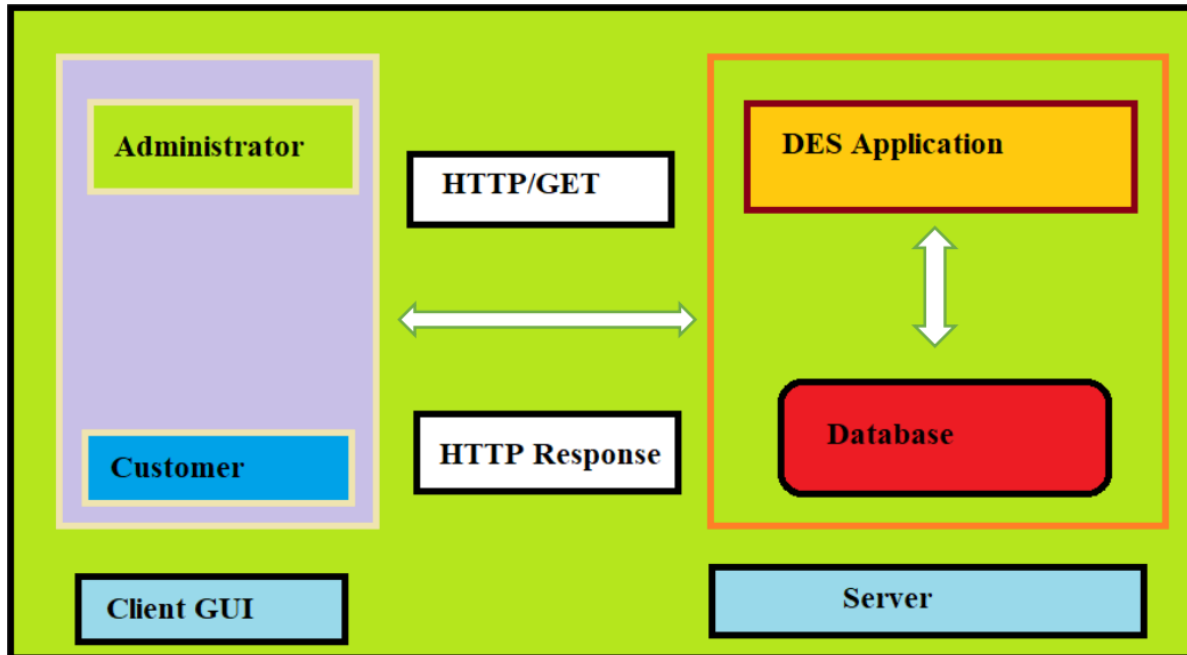 Administrator
DES Application
HTTP/GET
Customer
HTTP Response
Database
Client GUI
Server